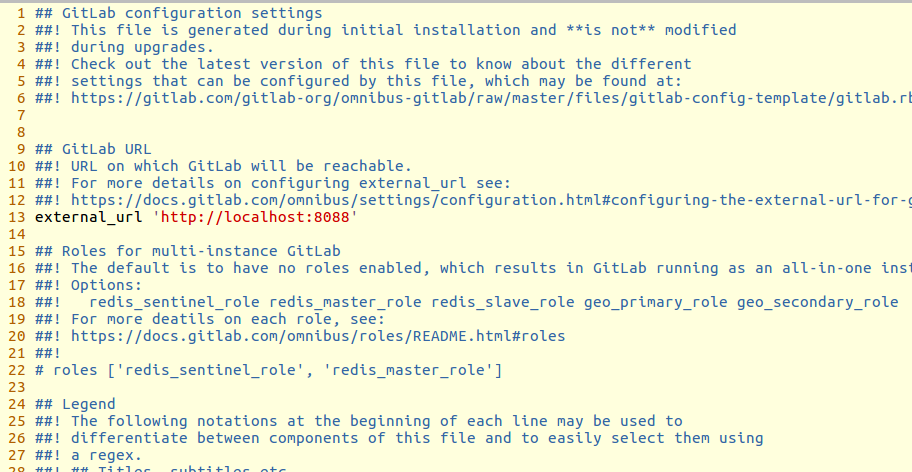 1 ## GitLab configuration settings
2 ##! This file is generated during initial installation and **is not** modified
3 ##! during upgrades.
4 ##! Check out the latest version of this file to know about the different
5 ##! settings that can be configured by this file, which may be found at:
6 ##! https://gitlab.com/gitlab-org/omnibus-gitlab/raw/master/files/gitlab-config-template/gitlab.rb
7
8
9 ## GitLab URL
10 ##! URL on which GitLab will be reachable.
11 ##! For more details on configuring external_url see:
12 ##! https://docs.gitlab.com/omnibus/settings/configuration.html#configuring-the-external-url-for-g
13 external_url 'http://localhost:8088'
14
15 ## Roles for multi-instance GitLab
16 ##! The default is to have no roles enabled, which results in GitLab running as an all-in-one inst
17 ##! Options:
18 ##!   redis_sentinel_role redis_master_role redis_slave_role geo_primary_role geo_secondary_role
19 ##! For more deatils on each role, see:
20 ##! https://docs.gitlab.com/omnibus/roles/README.html#roles
21 ##!
22 # roles ['redis_sentinel_role', 'redis_master_role']
23
24 ## Legend
25 ##! The following notations at the beginning of each line may be used to
26 ##! differentiate between components of this file and to easily select them using
27 ##! a regex.
28 ##! ## Titles, subtitles etc